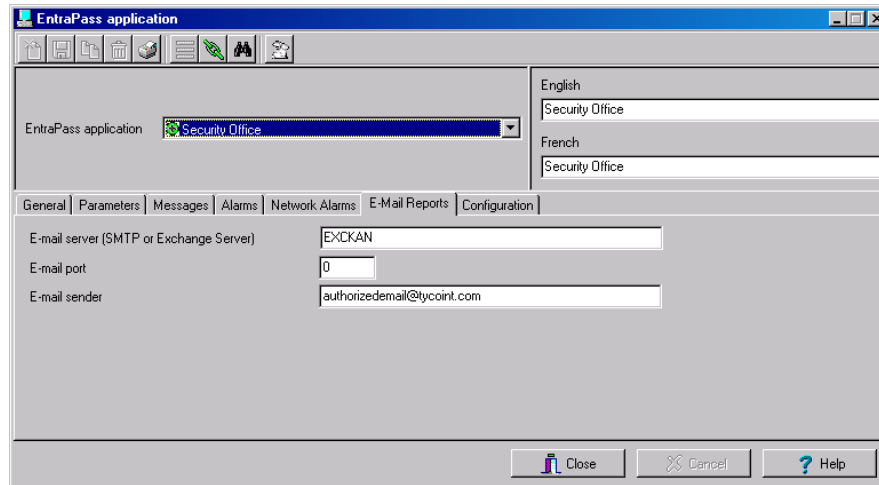 EntraPass application
English
Security Office
EntraPass application Security Office
French
Security Office
General Parameters Messages Alarms Network Alarms E-Mail Reports Configuration
E-mail server (SMTP or Exchange Server) EXCKAN
E-mail port 0
E-mail sender authorizedemail@tycoint.com
Close Cancel ? Help